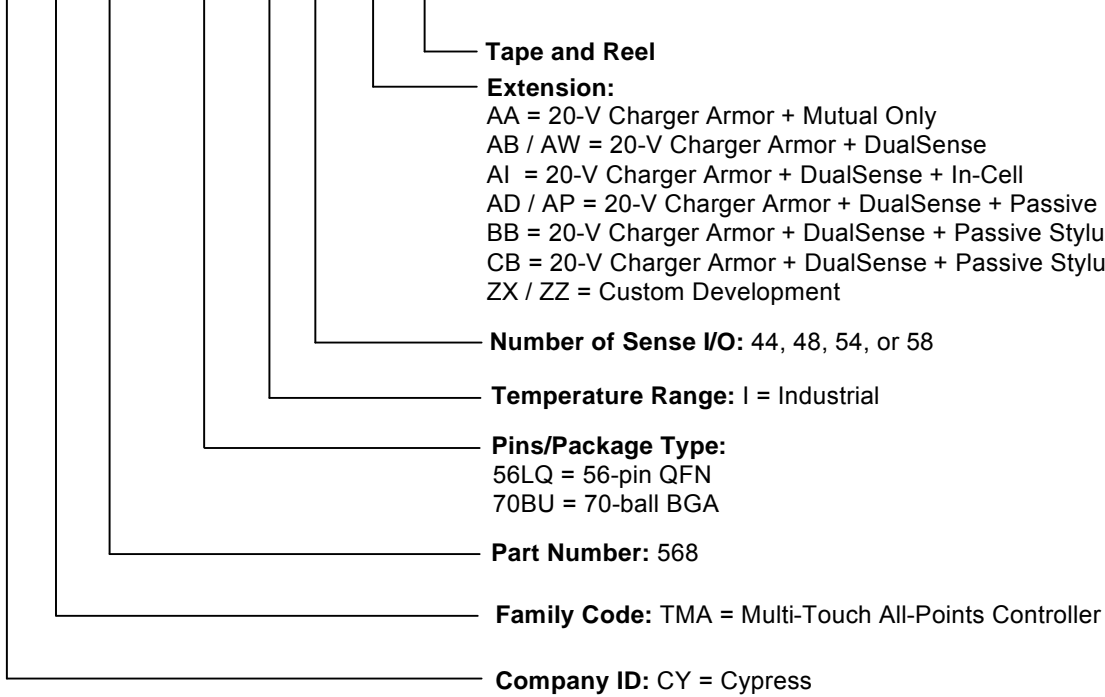 Tape and Reel
Extension:
AA = 20-V Charger Armor + Mutual Only
AB / AW = 20-V Charger Armor + DualSense
AI = 20-V Charger Armor + DualSense + In-Cell
AD / AP = 20-V Charger Armor + DualSense + Passive
BB = 20-V Charger Armor + DualSense + Passive Stylu
CB = 20-V Charger Armor + DualSense + Passive Stylu
ZX / ZZ = Custom Development
Number of Sense I/O: 44, 48, 54, or 58
Temperature Range: I = Industrial
Pins/Package Type:
56LQ = 56-pin QFN
70BU = 70-ball BGA
Part Number: 568
Family Code: TMA = Multi-Touch All-Points Controller
Company ID: CY = Cypress